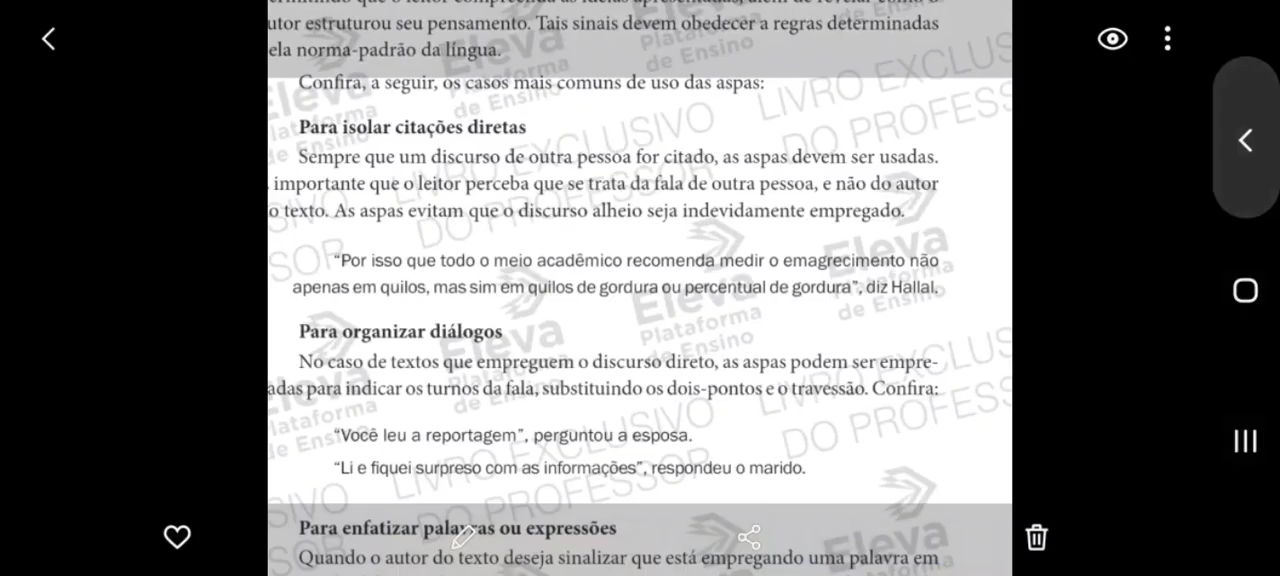 utor estruturou seu pensamento. Tais sinais devem obedecer a regras determinadas
ela norma-padrão da língua.
Confira, a seguir, os casos mais comuns de uso das aspas:
Para isolar citações diretas
Sempre que um discurso de outra pessoa for citado, as aspas devem ser usadas.
importante que o leitor perceba que se trata da fala de outra pessoa, e não do autor
o texto. As aspas evitam que o discurso alheio seja indevidamente empregado.
“Por isso que todo o meio acadêmico recomenda medir o emagrecimento não
apenas em quilos, mas sim em quilos de gordura ou percentual de gordura”, diz Hallal.
Para organizar diálogos
No caso de textos que empreguem o discurso direto, as aspas podem ser empre-
adas para indicar os turnos da fala, substituindo os dois-pontos e o travessão. Confira:
“Você leu a reportagem”, perguntou a esposa.
“Li e fiquei surpreso com as informações”, respondeu o marido.
Para enfatizar palavras ou expressões
Quando o autor do texto deseja sinalizar que está empregando uma palavra em
Eleva
Plataforma
de Ensino
LIVRO EXCLUSIVO
DO PROFESSOR